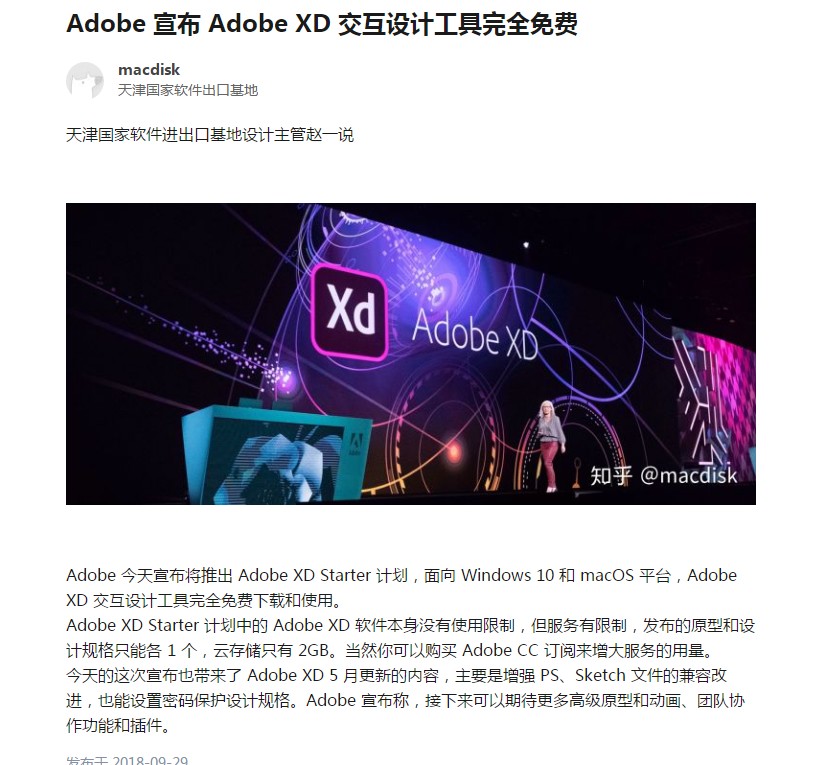 Adobe 宣布 Adobe XD 交互设计工具完全免费
macdisk
天津国家软件出口基地
天津国家软件进出口基地设计主管赵一说
Xd
Adobe XD
知乎 @macdisk
Adobe 今天宣布将推出 Adobe XD Starter 计划，面向 Windows 10 和 macOS 平台，Adobe
XD 交互设计工具完全免费下载和使用。
Adobe XD Starter 计划中的 Adobe XD 软件本身没有使用限制，但服务有限制，发布的原型和设
计规格只能各 1 个，云存储只有 2GB。当然你可以购买 Adobe CC 订阅来增大服务的用量。
今天的这次宣布也带来了 Adobe XD 5 月更新的内容，主要是增强 PS、Sketch 文件的兼容改
进，也能设置密码保护设计规格。Adobe 宣布称，接下来可以期待更多高级原型和动画、团队协
作功能和插件。
发布于 2018-09-29